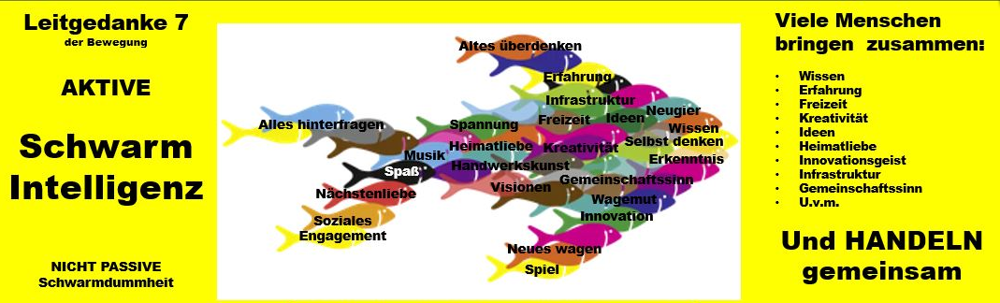 Leitgedanke 7
der Bewegung
AKTIVE
Schwarm
Intelligenz
NICHT PASSIVE
Schwarmdummheit
Altes überdenken
Erfahrung
Infrastruktur
Neugier
Alles hinterfragen
Spannung
Freizeit
Ideen
Wissen
Selbst denken
Musik
Heimatliebe
Kreativität
Erkenntnis
Spaß
Handwerkskunst
Gemeinschaftssinn
Nächstenliebe
Visionen
Wagemut
Soziales
Engagement
Innovation
Neues wagen
Spiel
Viele Menschen
bringen zusammen:
• Wissen
• Erfahrung
• Freizeit
• Kreativität
• Ideen
• Heimatliebe
• Innovationsgeist
• Infrastruktur
• Gemeinschaftssinn
• U.v.m.
Und HANDELN
gemeinsam